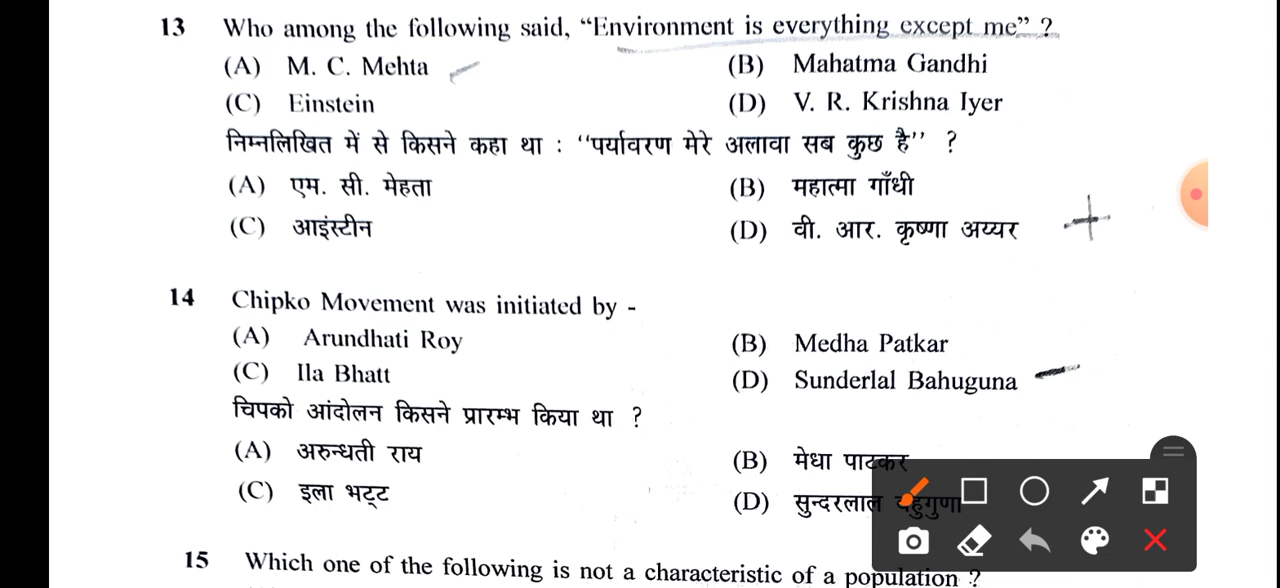 13 Who among the following said, “Environment is everything except me” ?
(A) M. C. Mehta (B) Mahatma Gandhi
(C) Einstein (D) V. R. Krishna Iyer
निम्नलिखित में से किसने कहा था : ‘‘पर्यावरण मेरे अलावा सब कुछ है’’ ?
(A) एम. सी. मेहता (B) महात्मा गाँधी
(C) आइंस्टीन (D) वी. आर. कृष्णा अय्यर
14 Chipko Movement was initiated by -
(A) Arundhati Roy (B) Medha Patkar
(C) Ila Bhatt (D) Sunderlal Bahuguna
चिपको आंदोलन किसने प्रारम्भ किया था ?
(A) अरुन्धती राय (B) मेधा पाटकर
(C) इला भट्ट (D) सुन्दरलाल बहुगुणा
15 Which one of the following is not a characteristic of a population ?